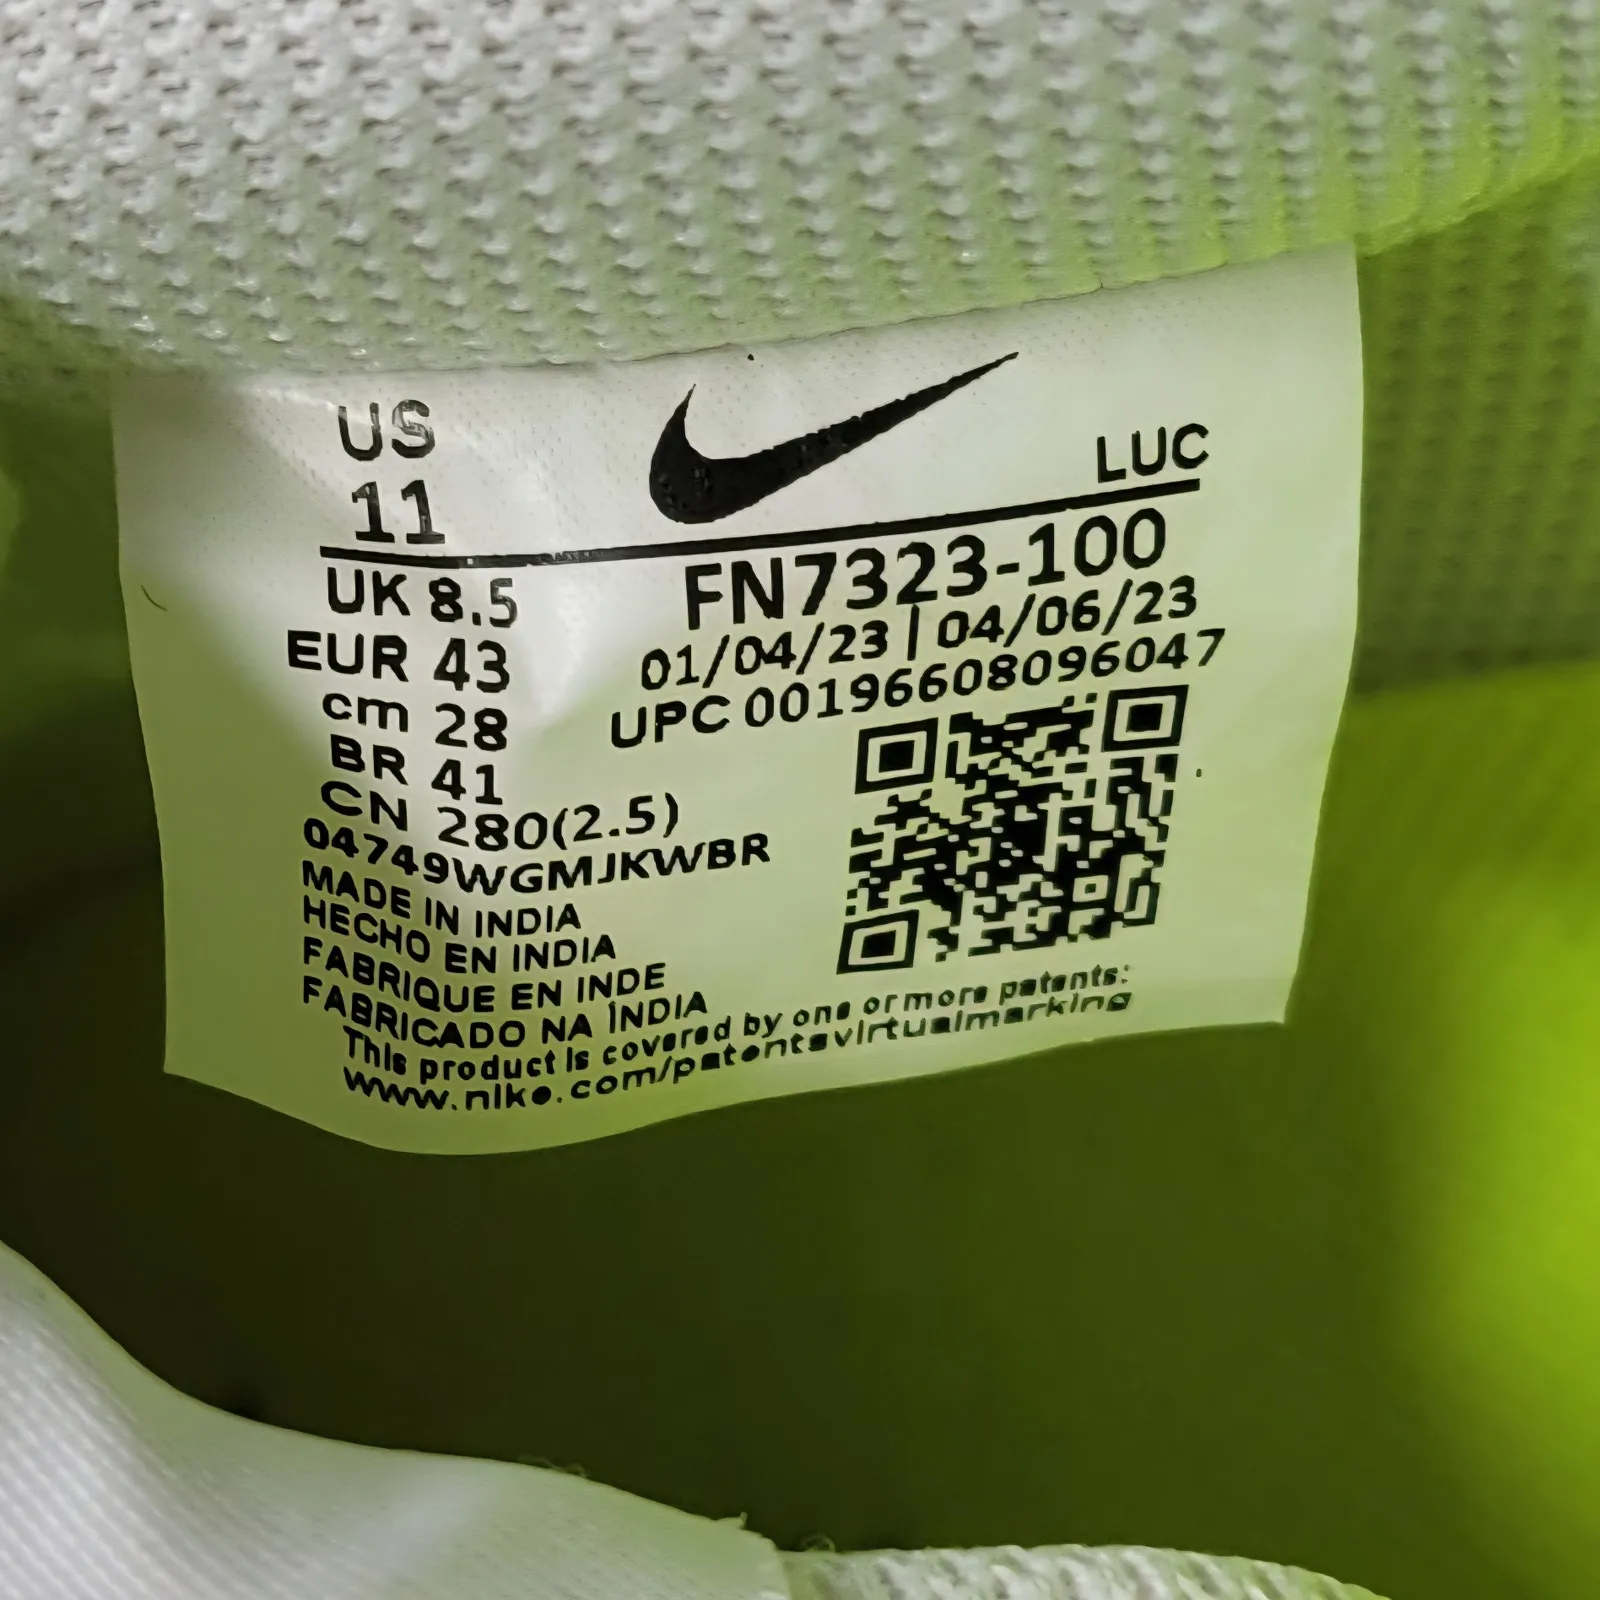 US
11
LUC
UK 8.5
EUR 43
cm 28
BR 41
CN 280(2.5)
FN7323-100
01/04/23 | 04/06/23
UPC 00196608096047
04749WGMJKWBR
MADE IN INDIA
HECHO EN INDIA
FABRIQUE EN INDE
FABRICADO NA ÍNDIA
This product is covered by one or more patents:
www.nike.com/patentsvirtualmarking